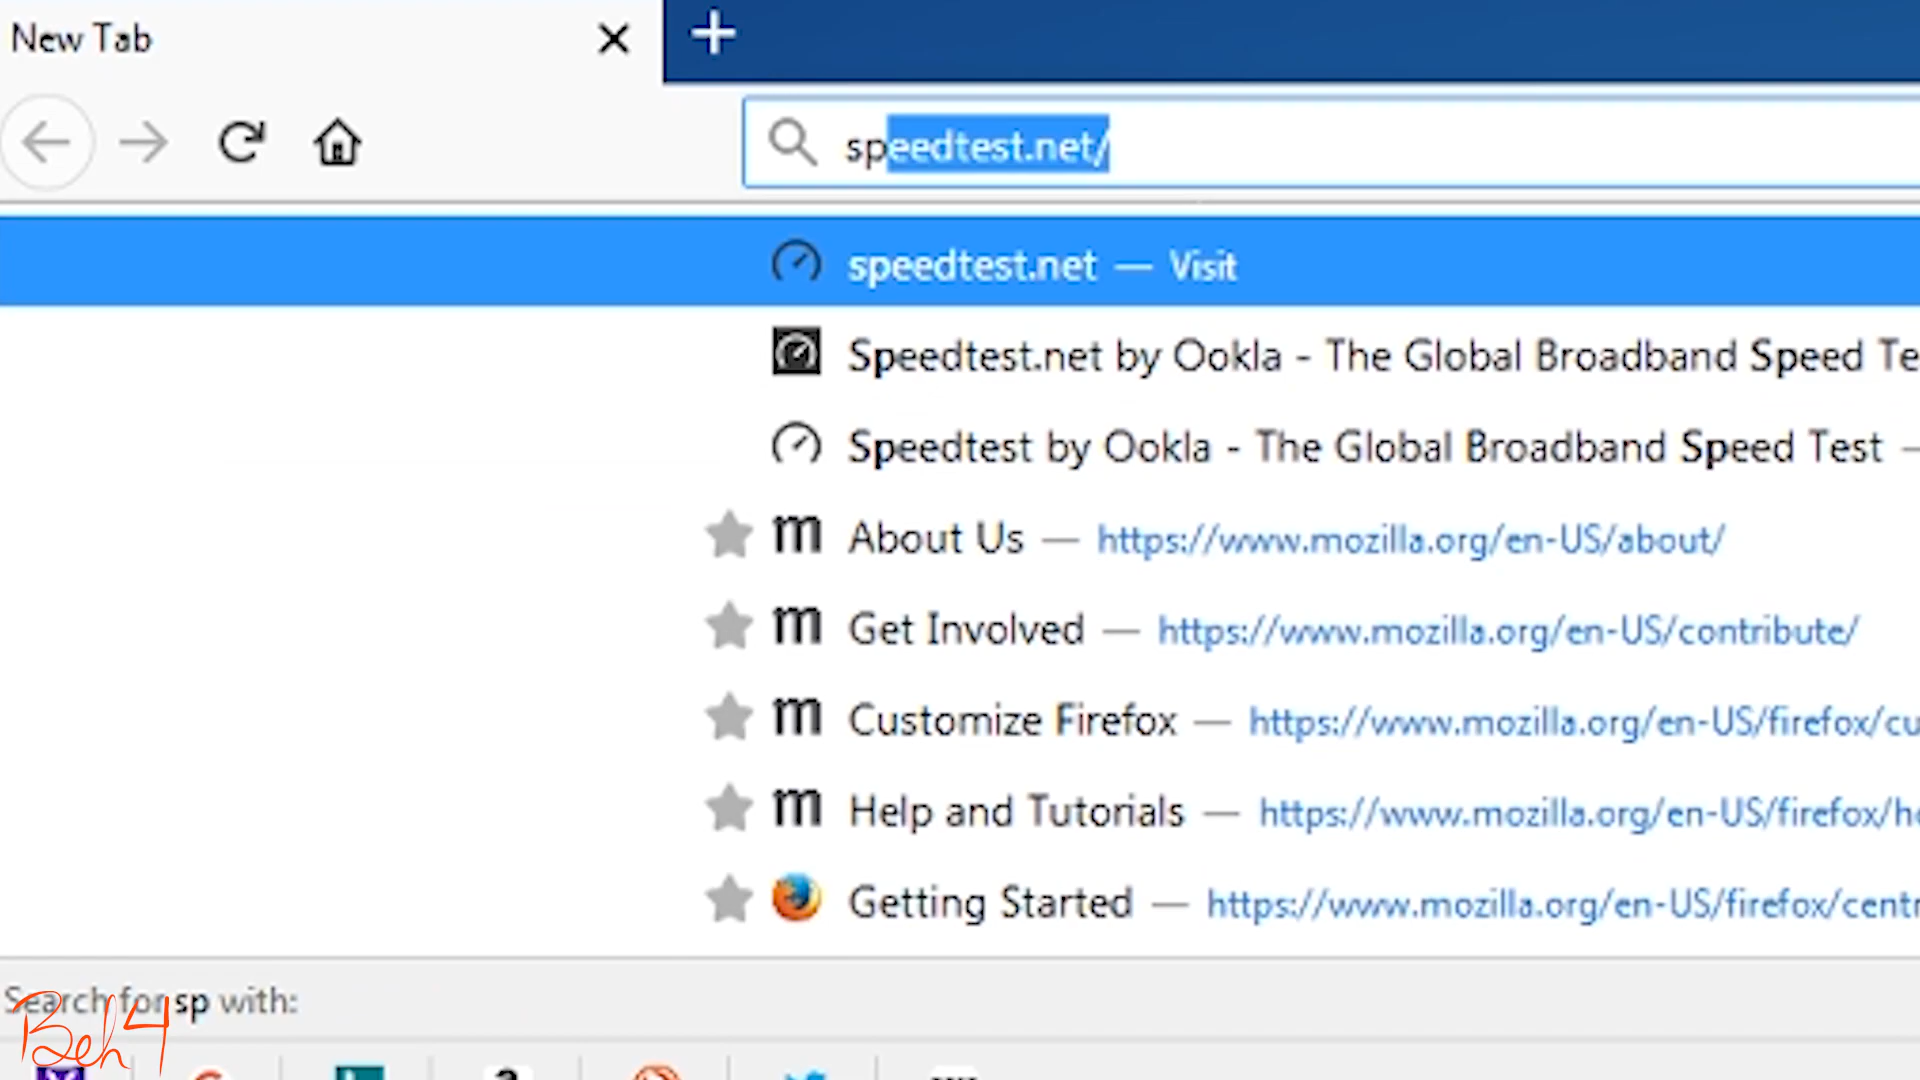 New Tab
speedtest.net/
speedtest.net — Visit
Speedtest.net by Ookla - The Global Broadband Speed Te
Speedtest by Ookla - The Global Broadband Speed Test —
About Us — https://www.mozilla.org/en-US/about/
Get Involved — https://www.mozilla.org/en-US/contribute/
Customize Firefox — https://www.mozilla.org/en-US/firefox/cu
Help and Tutorials — https://www.mozilla.org/en-US/firefox/he
Getting Started — https://www.mozilla.org/en-US/firefox/centr
Search for sp with:
Beh4